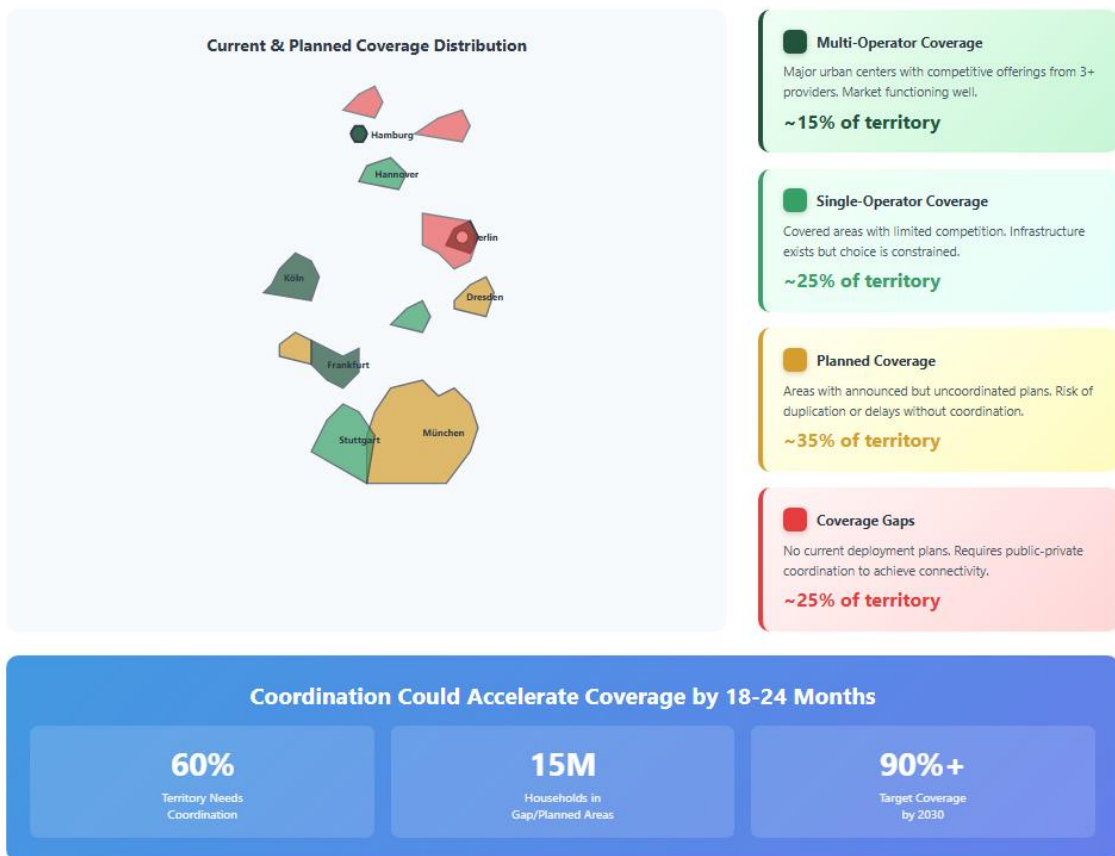 Current & Planned Coverage Distribution
Hamburg
Hannover
erlin
Köln
Dresden
Frankfurt
Stuttgart
München
Multi-Operator Coverage
Major urban centers with competitive offerings from 3+
providers. Market functioning well.
~15% of territory
Single-Operator Coverage
Covered areas with limited competition. Infrastructure
exists but choice is constrained.
~25% of territory
Planned Coverage
Areas with announced but uncoordinated plans. Risk of
duplication or delays without coordination.
~35% of territory
Coverage Gaps
No current deployment plans. Requires public-private
coordination to achieve connectivity.
~25% of territory
Coordination Could Accelerate Coverage by 18-24 Months
60%
Territory Needs
Coordination
15M
Households in
Gap/Planned Areas
90%+
Target Coverage
by 2030